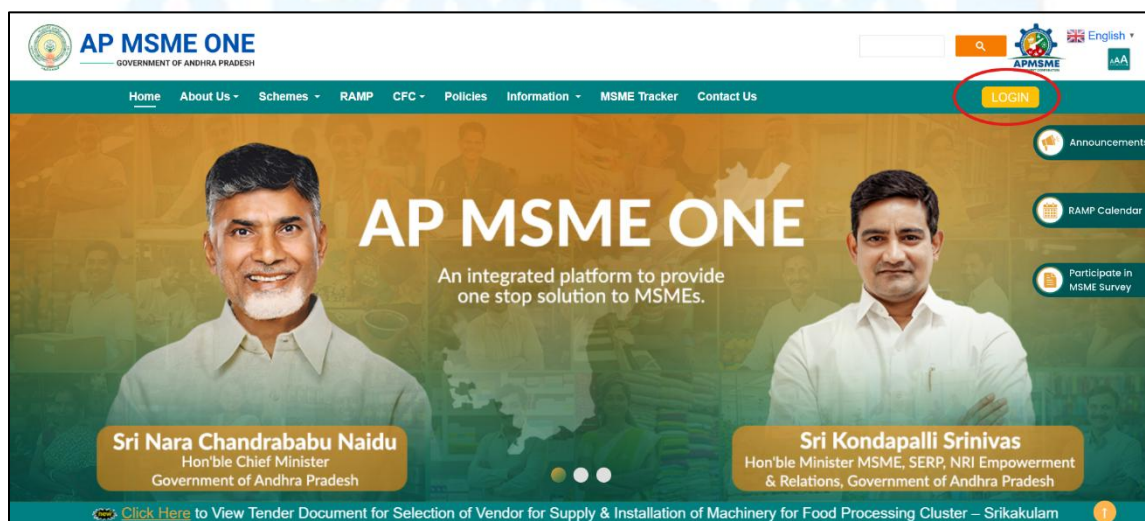 AP MSME ONE
GOVERNMENT OF ANDHRA PRADESH
APMSME
English
AAA
Home About Us Schemes RAMP CFC Policies Information MSME Tracker Contact Us
LOGIN
Announcements
RAMP Calendar
Participate in
MSME Survey
AP MSME ONE
An integrated platform to provide
one stop solution to MSMEs.
Sri Nara Chandrababu Naidu
Hon'ble Chief Minister
Government of Andhra Pradesh
Sri Kondapalli Srinivas
Hon'ble Minister MSME, SERP, NRI Empowerment
& Relations, Government of Andhra Pradesh
new Click Here to View Tender Document for Selection of Vendor for Supply & Installation of Machinery for Food Processing Cluster – Srikakulam